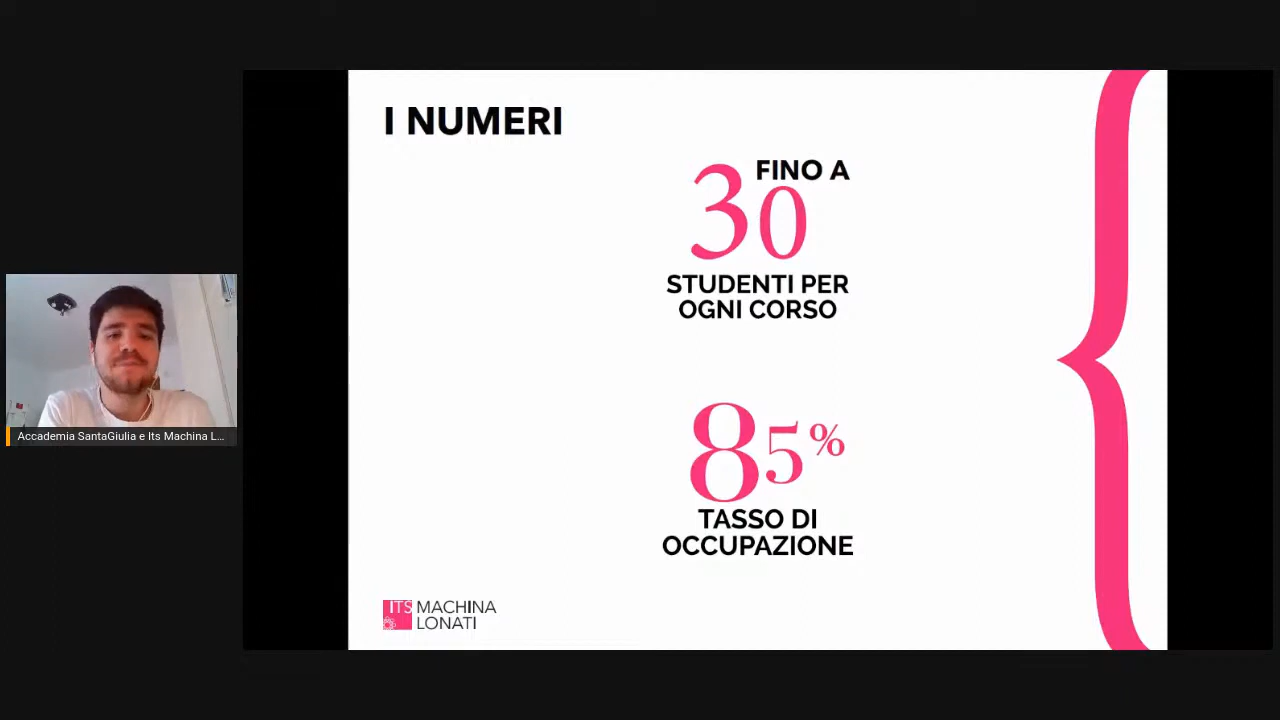 I NUMERI
FINO A
30
STUDENTI PER
OGNI CORSO
85%
TASSO DI
OCCUPAZIONE
ITS MACHINA
LONATI
Accademia SantaGiulia e Its Machina L...